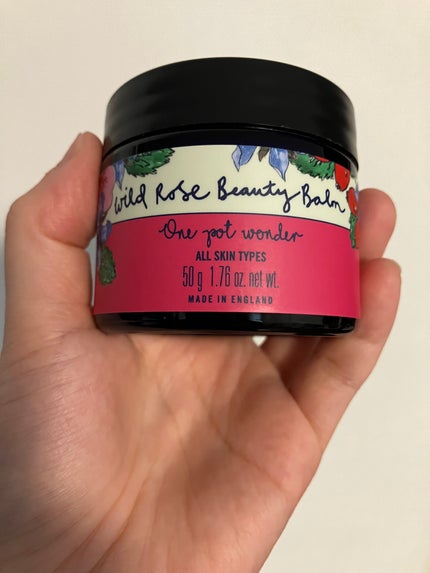 Wild Rose Beauty Balm
One pot wonder
ALL SKIN TYPES
50 g 1.76 oz. net wt.
MADE IN ENGLAND